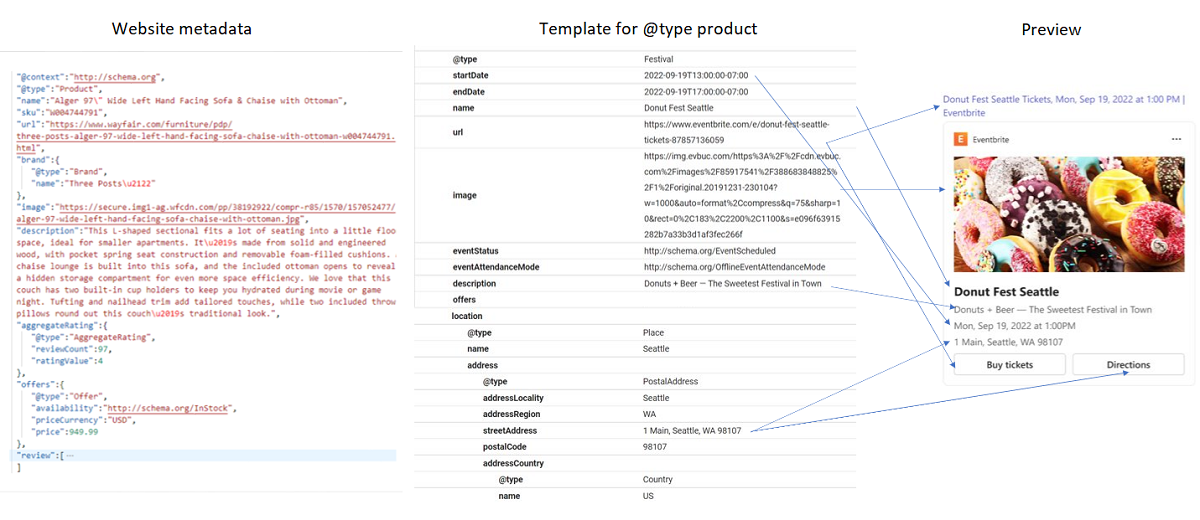 Website metadata
"@context":"http://schema.org",
"@type":"Product",
"name":"Alger 97\" Wide Left Hand Facing Sofa & Chaise with Ottoman",
"sku":"W004744791",
"url":"https://www.wayfair.com/furniture/pdp/
three-posts-alger-97-wide-left-hand-facing-sofa-chaise-with-ottoman-w004744791.
html",
"brand":{
"@type":"Brand",
"name":"Three Posts\u2122"
},
"image":"https://secure.img1-ag.wfcdn.com/pp/38192922/compr-r85/1570/157052477/
alger-97-wide-left-hand-facing-sofa-chaise-with-ottoman.jpg",
"description":"This L-shaped sectional fits a lot of seating into a little floo
space, ideal for smaller apartments. It\u2019s made from solid and engineered
wood, with pocket spring seat construction and removable foam-filled cushions.
chaise lounge is built into this sofa, and the included ottoman opens to reveal
a hidden storage compartment for even more space efficiency. We love that this
couch has two built-in cup holders to keep you hydrated during movie or game
night. Tufting and nailhead trim add tailored touches, while two included throw
pillows round out this couch\u2019s traditional look.",
"aggregateRating":{
"@type":"AggregateRating",
"reviewCount":97,
"ratingValue":4
},
"offers":{
"@type":"Offer",
"availability":"http://schema.org/InStock",
"priceCurrency":"USD",
"price":949.99
},
"review":[ ⋯
]
Template for @type product
@type Festival
startDate 2022-09-19T13:00:00-07:00
endDate 2022-09-19T17:00:00-07:00
name Donut Fest Seattle
url https://www.eventbrite.com/e/donut-fest-seattle-
tickets-87857136059
image https://img.evbuc.com/https%3A%2F%2Fcdn.evbuc.
com%2Fimages%2F85917541%2F388683848825%
2F1%2Foriginal.20191231-230104?
w=1000&auto=format%2Ccompress&q=75&sharp=1
0&rect=0%2C183%2C2200%2C1100&s=e096f63915
282b7a33b3d1af3fec266f
eventStatus http://schema.org/EventScheduled
eventAttendanceMode http://schema.org/OfflineEventAttendanceMode
description Donuts + Beer — The Sweetest Festival in Town
offers
location
@type Place
name Seattle
address
@type PostalAddress
addressLocality Seattle
addressRegion WA
streetAddress 1 Main, Seattle, WA 98107
postalCode 98107
addressCountry
@type Country
name US
Preview
Donut Fest Seattle Tickets, Mon, Sep 19, 2022 at 1:00 PM |
Eventbrite
E Eventbrite ···
Donut Fest Seattle
Donuts + Beer — The Sweetest Festival in Town
Mon, Sep 19, 2022 at 1:00PM
1 Main, Seattle, WA 98107
Buy tickets Directions